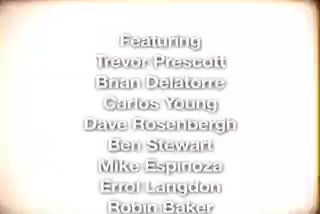 Featuring
Trevor Prescott
Brian Delatorre
Carlos Young
Dave Rosenbergh
Ben Stewart
Mike Espinoza
Errol Langdon
Robin Baker